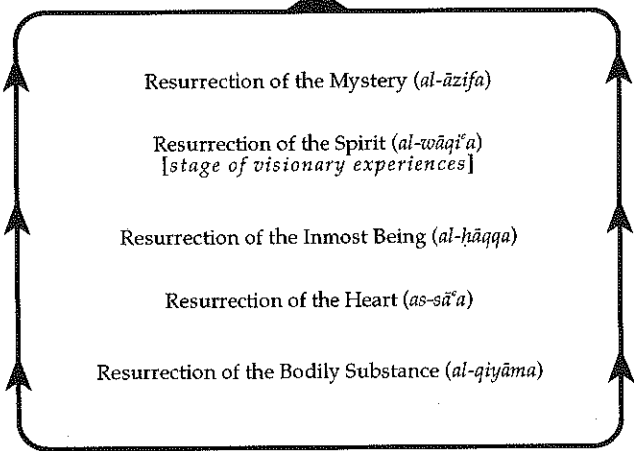 Resurrection of the Mystery (al-āzifa)
Resurrection of the Spirit (al-wāqiʿa)
[stage of visionary experiences]
Resurrection of the Inmost Being (al-ḥāqqa)
Resurrection of the Heart (as-sāʿa)
Resurrection of the Bodily Substance (al-qiyāma)